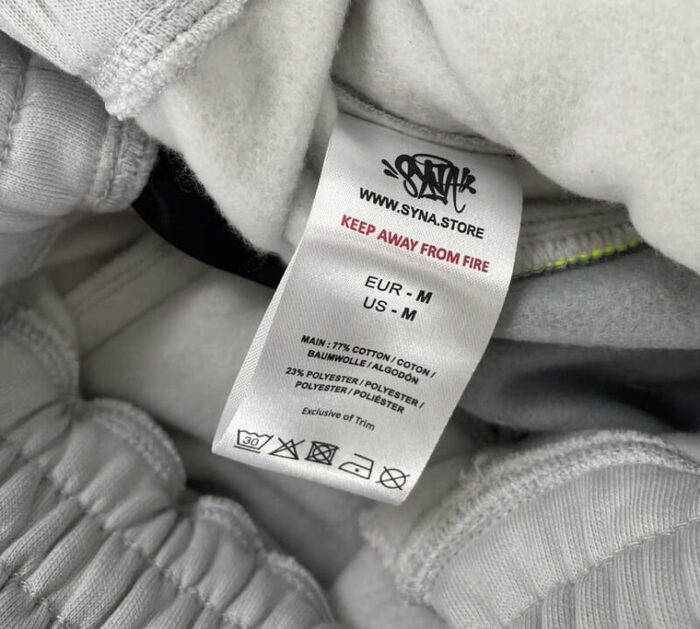 SYNA
WWW.SYNA.STORE
KEEP AWAY FROM FIRE
EUR - M
US - M
MAIN : 77% COTTON / COTON /
BAUMWOLLE / ALGODÓN
23% POLYESTER / POLYESTER /
POLYESTER / POLIÉSTER
Exclusive of Trim
30